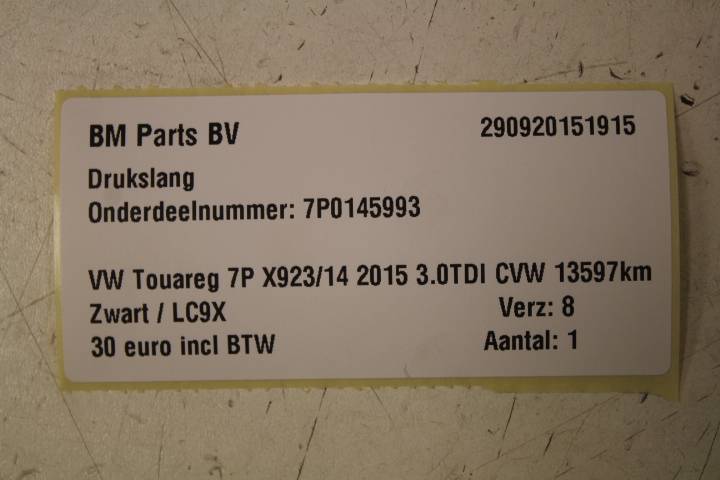 BM Parts BV 290920151915
Drukslang
Onderdeelnummer: 7P0145993
VW Touareg 7P X923/14 2015 3.0TDI CVW 13597km
Zwart / LC9X Verz: 8
30 euro incl BTW Aantal: 1